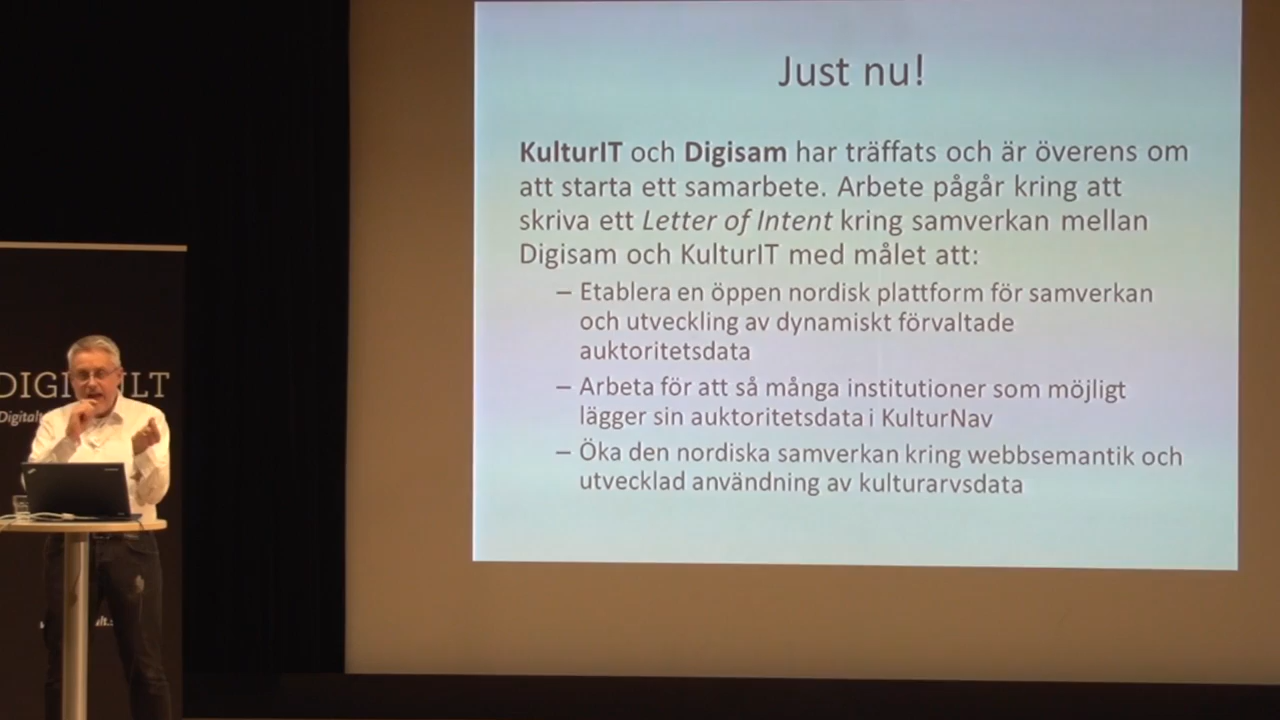 Just nu!
KulturIT och Digisam har träffats och är överens om
att starta ett samarbete. Arbete pågår kring att
skriva ett Letter of Intent kring samverkan mellan
Digisam och KulturIT med målet att:
– Etablera en öppen nordisk plattform för samverkan
och utveckling av dynamiskt förvaltade
auktoritetsdata
– Arbeta för att så många institutioner som möjligt
lägger sin auktoritetsdata i KulturNav
– Öka den nordiska samverkan kring webbsemantik och
utvecklad användning av kulturarvsdata